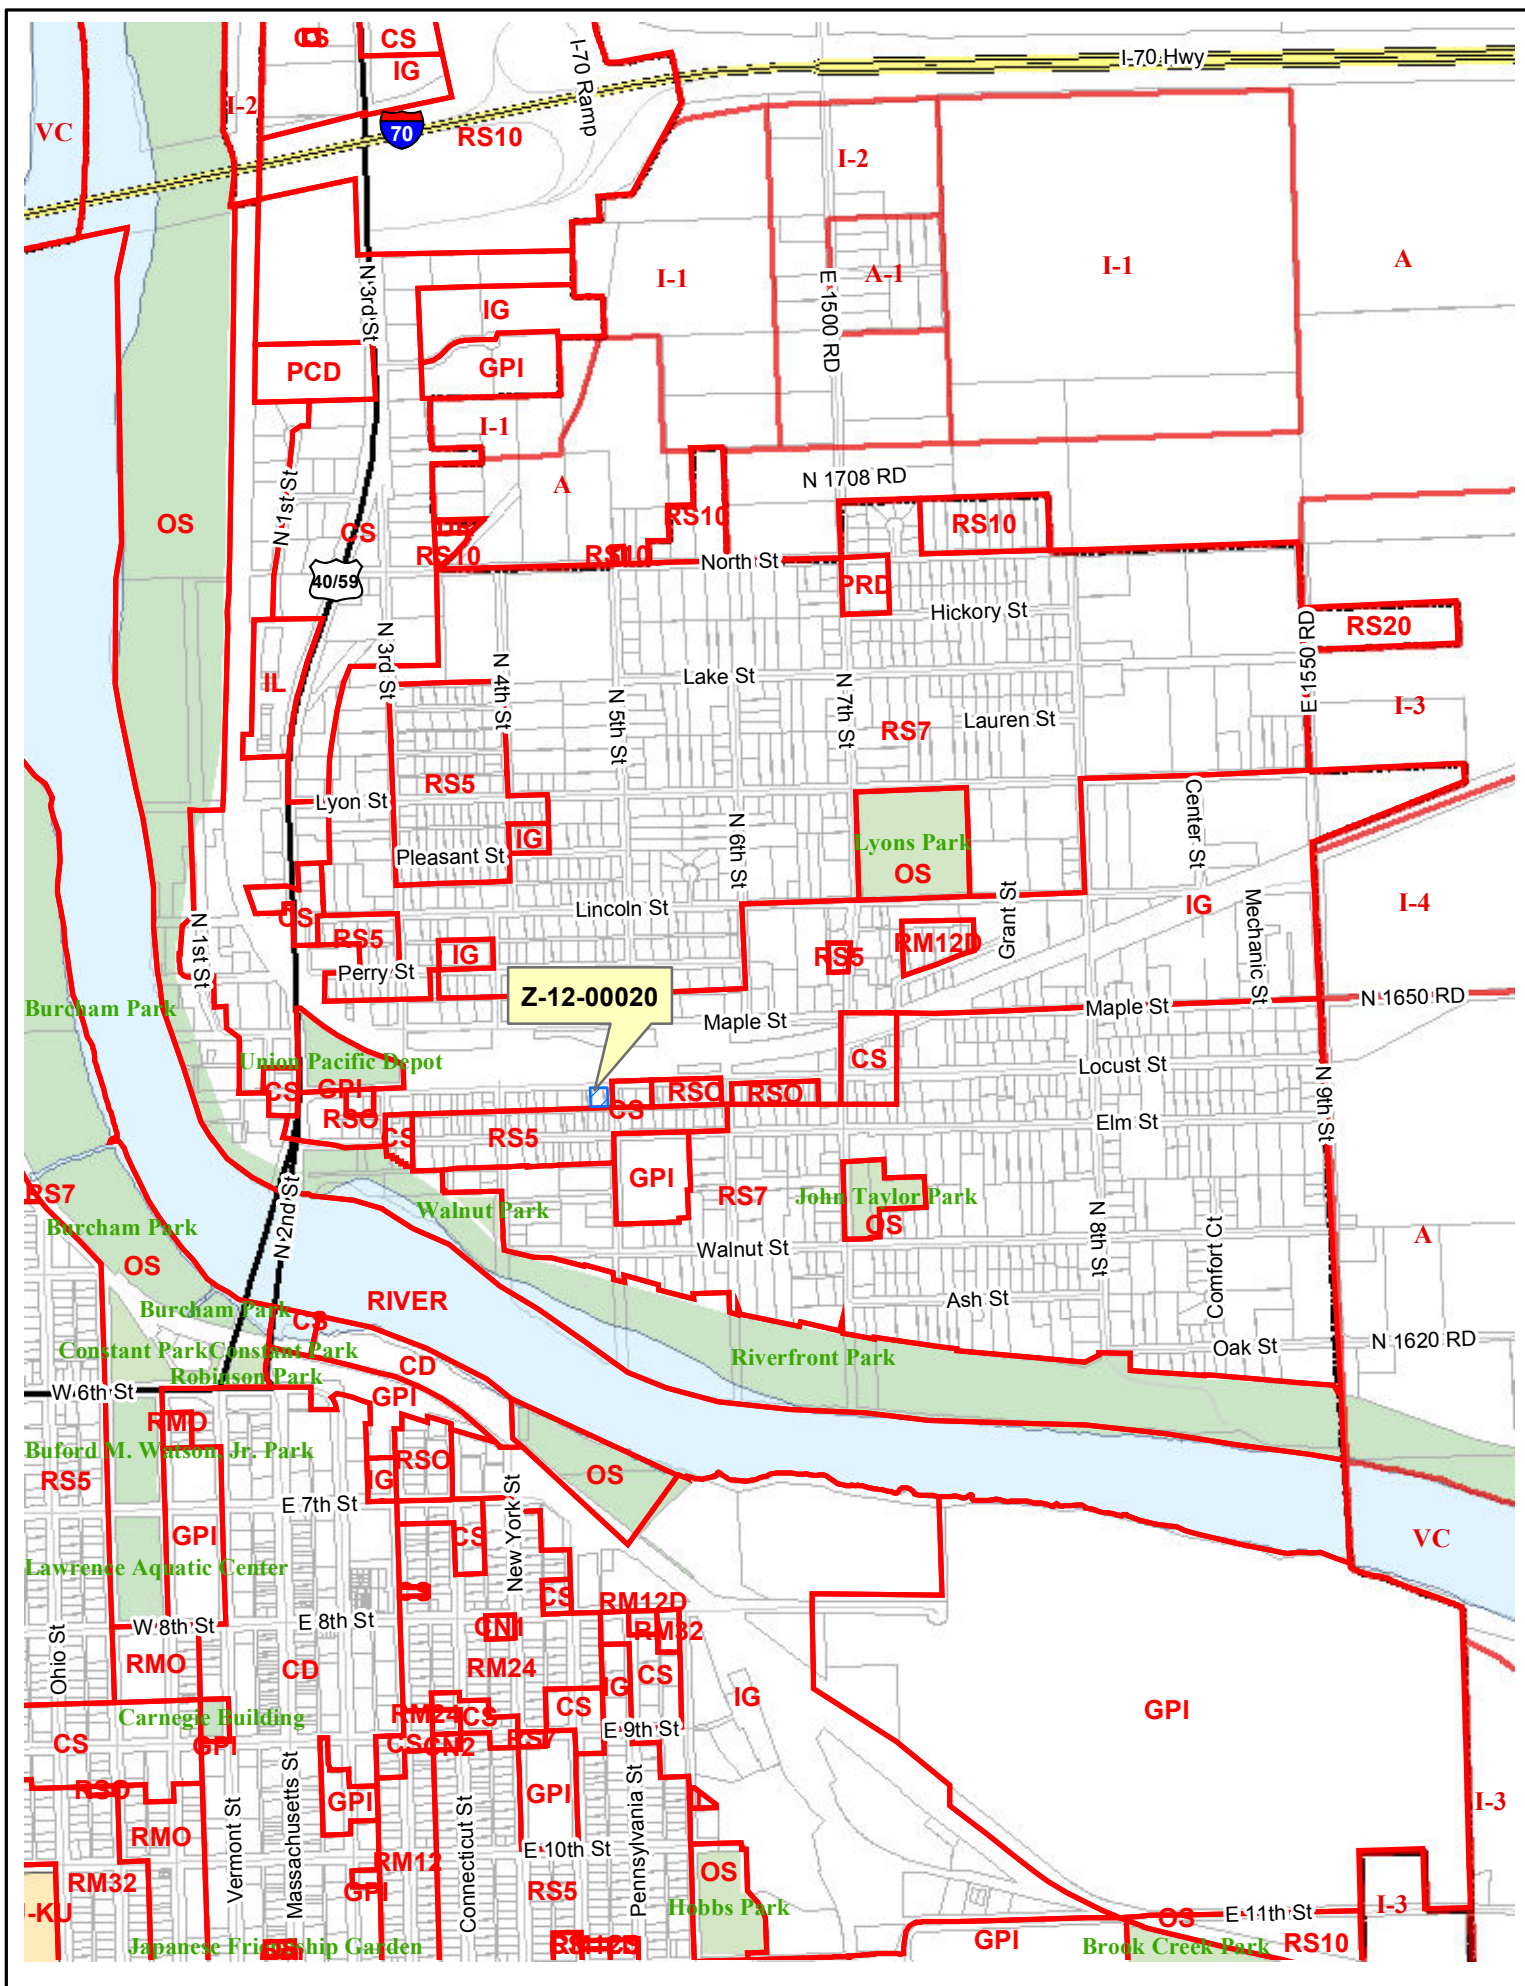 CS
CS
IG
I-70 Ramp
I-70 Hwy
I-2
VC
70
RS10
I-2
I-1
A-1
I-1
A
N 3rd St
E 1500 RD
IG
PCD
GPI
I-1
N 1st St
A
N 1708 RD
OS
CS
RS10
RS10
RS10
RS10
40/59
North St
PRD
Hickory St
RS20
E 1550 RD
N 3rd St
N 4th St
N 5th St
Lake St
N 7th St
IL
RS7
Lauren St
I-3
RS5
Lyon St
Center St
IG
N 6th St
Lyons Park
Pleasant St
OS
Lincoln St
Grant St
IG
Mechanic St
I-4
N 1st St
CS
RS5
IG
RS5
RM12D
Perry St
Z-12-00020
Burcham Park
Maple St
Maple St
N 1650 RD
Union Pacific Depot
CS
Locust St
CS
GPI
RSO
RSO
RSO
CS
CS
RS5
Elm St
N 9th St
RS7
GPI
RS7
John Taylor Park
OS
Walnut Park
Burcham Park
N 2nd St
Walnut St
N 8th St
Comfort Ct
A
OS
Burcham Park
RIVER
CS
Ash St
Constant Park
Constant Park
CD
Riverfront Park
Oak St
N 1620 RD
Robinson Park
W 6th St
GPI
RMO
Buford M. Watson, Jr. Park
RS5
IG
RSO
OS
E 7th St
New York St
GPI
CS
VC
Lawrence Aquatic Center
CS
CS
RM12D
W 8th St
E 8th St
CN1
RM32
Ohio St
RMO
CD
RM24
CS
IG
IG
GPI
Carnegie Building
RM24
CS
CS
CS
GPI
CS
CN2
RS7
E 9th St
RSO
Vermont St
Massachusetts St
GPI
GPI
Connecticut St
Pennsylvania St
I-3
RMO
E 10th St
RM32
RM12
GPI
RS5
OS
Hobbs Park
-KU
I-3
OS
E 11th St
Japanese Friendship Garden
GPI
Brook Creek Park
RS10